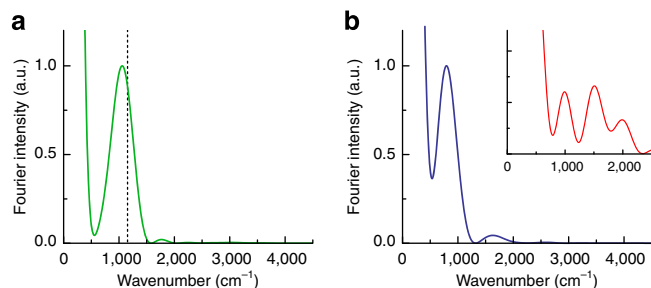 a
Fourier intensity (a.u.)
1.0
0.5
0.0
0 1,000 2,000 3,000 4,000
Wavenumber (cm⁻¹)
b
Fourier intensity (a.u.)
1.0
0.5
0.0
0 1,000 2,000 3,000 4,000
Wavenumber (cm⁻¹)
0 1,000 2,000